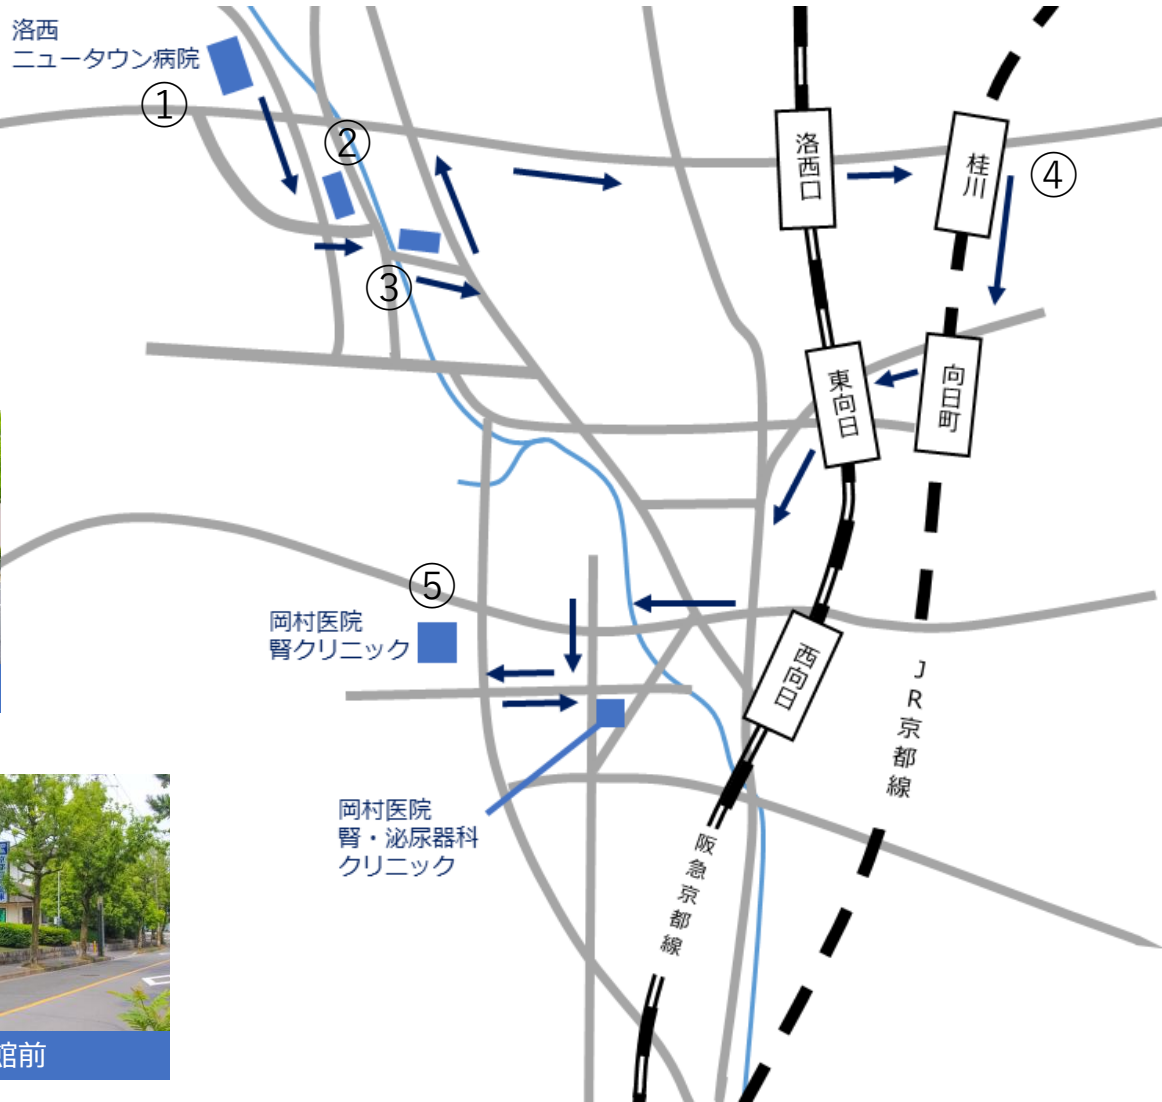 洛西
ニュータウン病院
①
②
洛西口
桂川
④
③
東向日
向日町
⑤
岡村医院
腎クリニック
西向日
JR京都線
岡村医院
腎・泌尿器科
クリニック
阪急京都線
館前